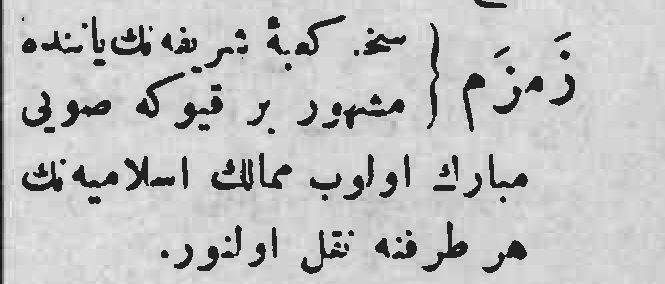 زَمزَم { سخ. كعبهٔ شريفه نك ياننده
مشهور بر قيوكه صويى
مبارك اولوب ممالك اسلاميه نك
هر طرفنه نقل اولنور.